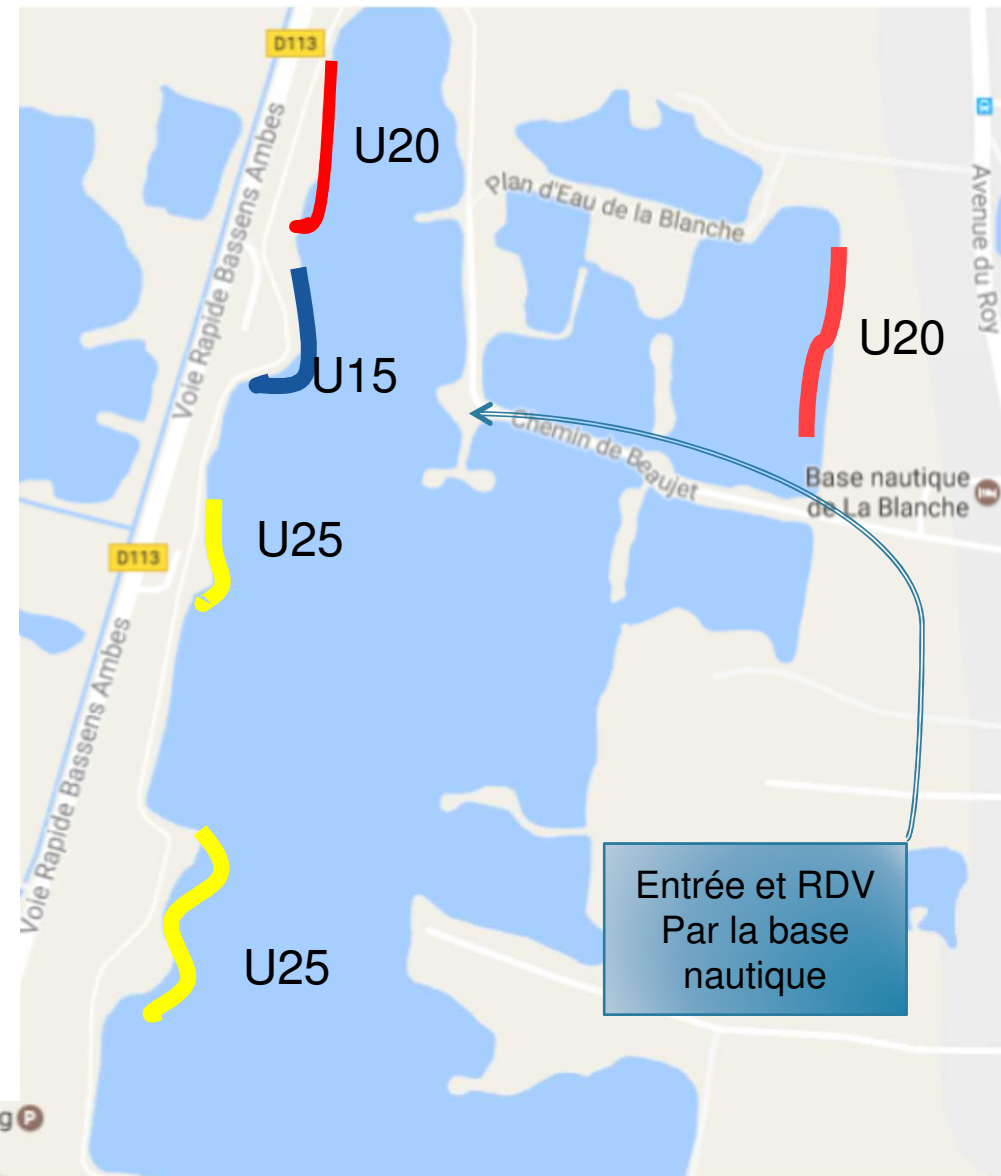 D113
U20
Plan d'Eau de la Blanche
Avenue du Roy
Voie Rapide Bassens Ambes
U20
U15
Chemin de Beaujet
Base nautique
de La Blanche
U25
D113
Voie Rapide Bassens Ambes
Entrée et RDV
Par la base
nautique
U25
g P